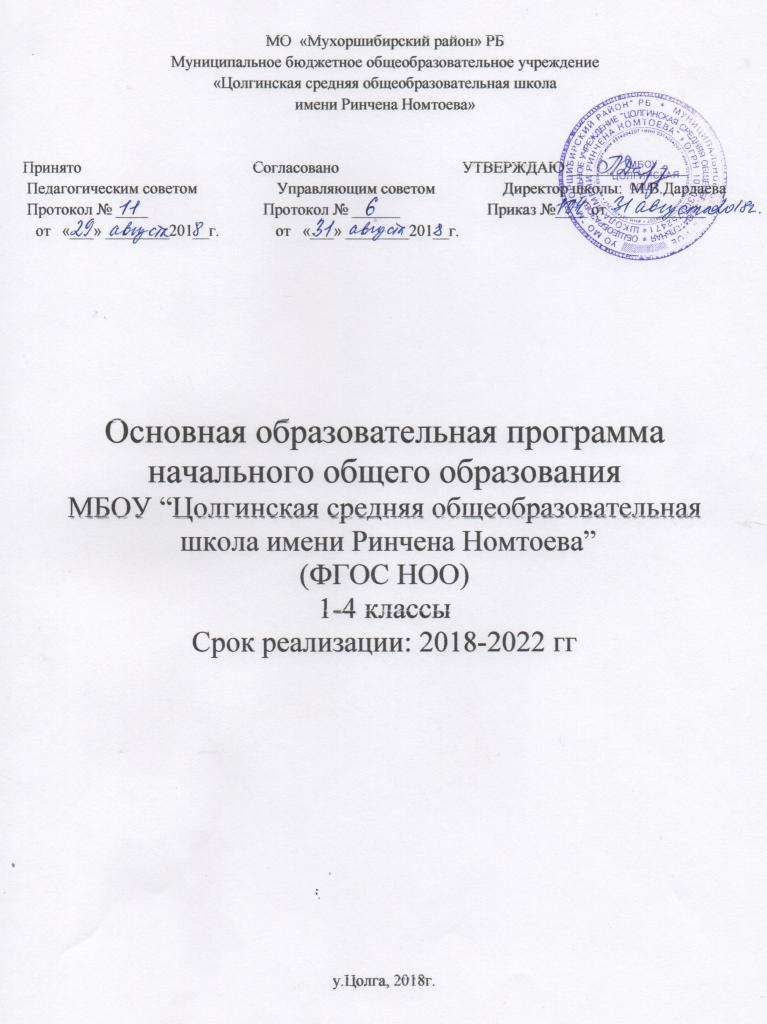 МО «Мухоршибирский район» РБ
Муниципальное бюджетное общеобразовательное учреждение
«Цолгинская средняя общеобразовательная школа
имени Ринчена Номтоева»
Принято Согласовано УТВЕРЖДАЮ:
Педагогическим советом Управляющим советом Директор школы: М.В.Дардаева
Протокол № 11 Протокол № 6 Приказ № от 31 августа 2018г.
от «29» август 2018 г. от «31» август 2018 г.
МБОУ
ЦОЛГИНСКАЯ
Основная образовательная программа
начального общего образования
МБОУ “Цолгинская средняя общеобразовательная
школа имени Ринчена Номтоева”
(ФГОС НОО)
1-4 классы
Срок реализации: 2018-2022 гг
у.Цолга, 2018г.